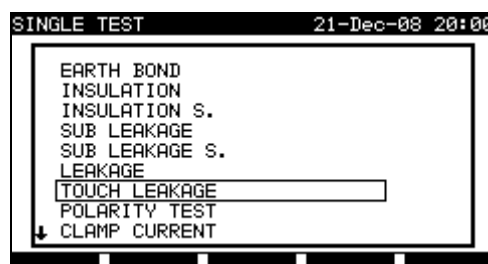 SINGLE TEST 21-Dec-08 20:00
EARTH BOND
INSULATION
INSULATION S.
SUB LEAKAGE
SUB LEAKAGE S.
LEAKAGE
TOUCH LEAKAGE
POLARITY TEST
CLAMP CURRENT